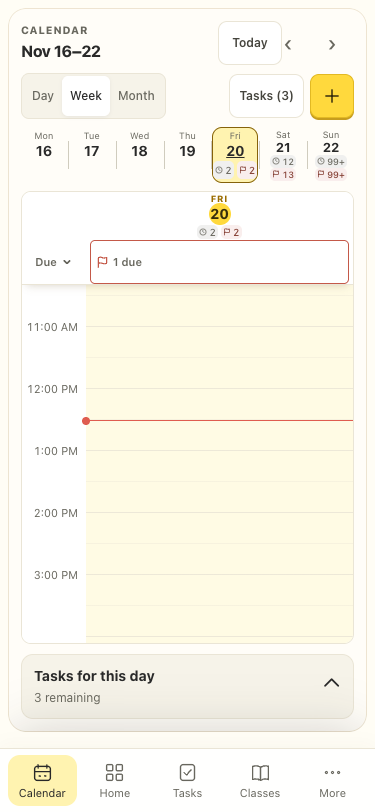 CALENDAR
Nov 16–22
Today
Day Week Month
Tasks (3)
Mon Tue Wed Thu Fri Sat Sun
16 17 18 19 20 21 22
2 2 12 99+
13 99+
FRI
20
2 2
Due
1 due
11:00 AM
12:00 PM
1:00 PM
2:00 PM
3:00 PM
Tasks for this day
3 remaining
Calendar Home Tasks Classes More